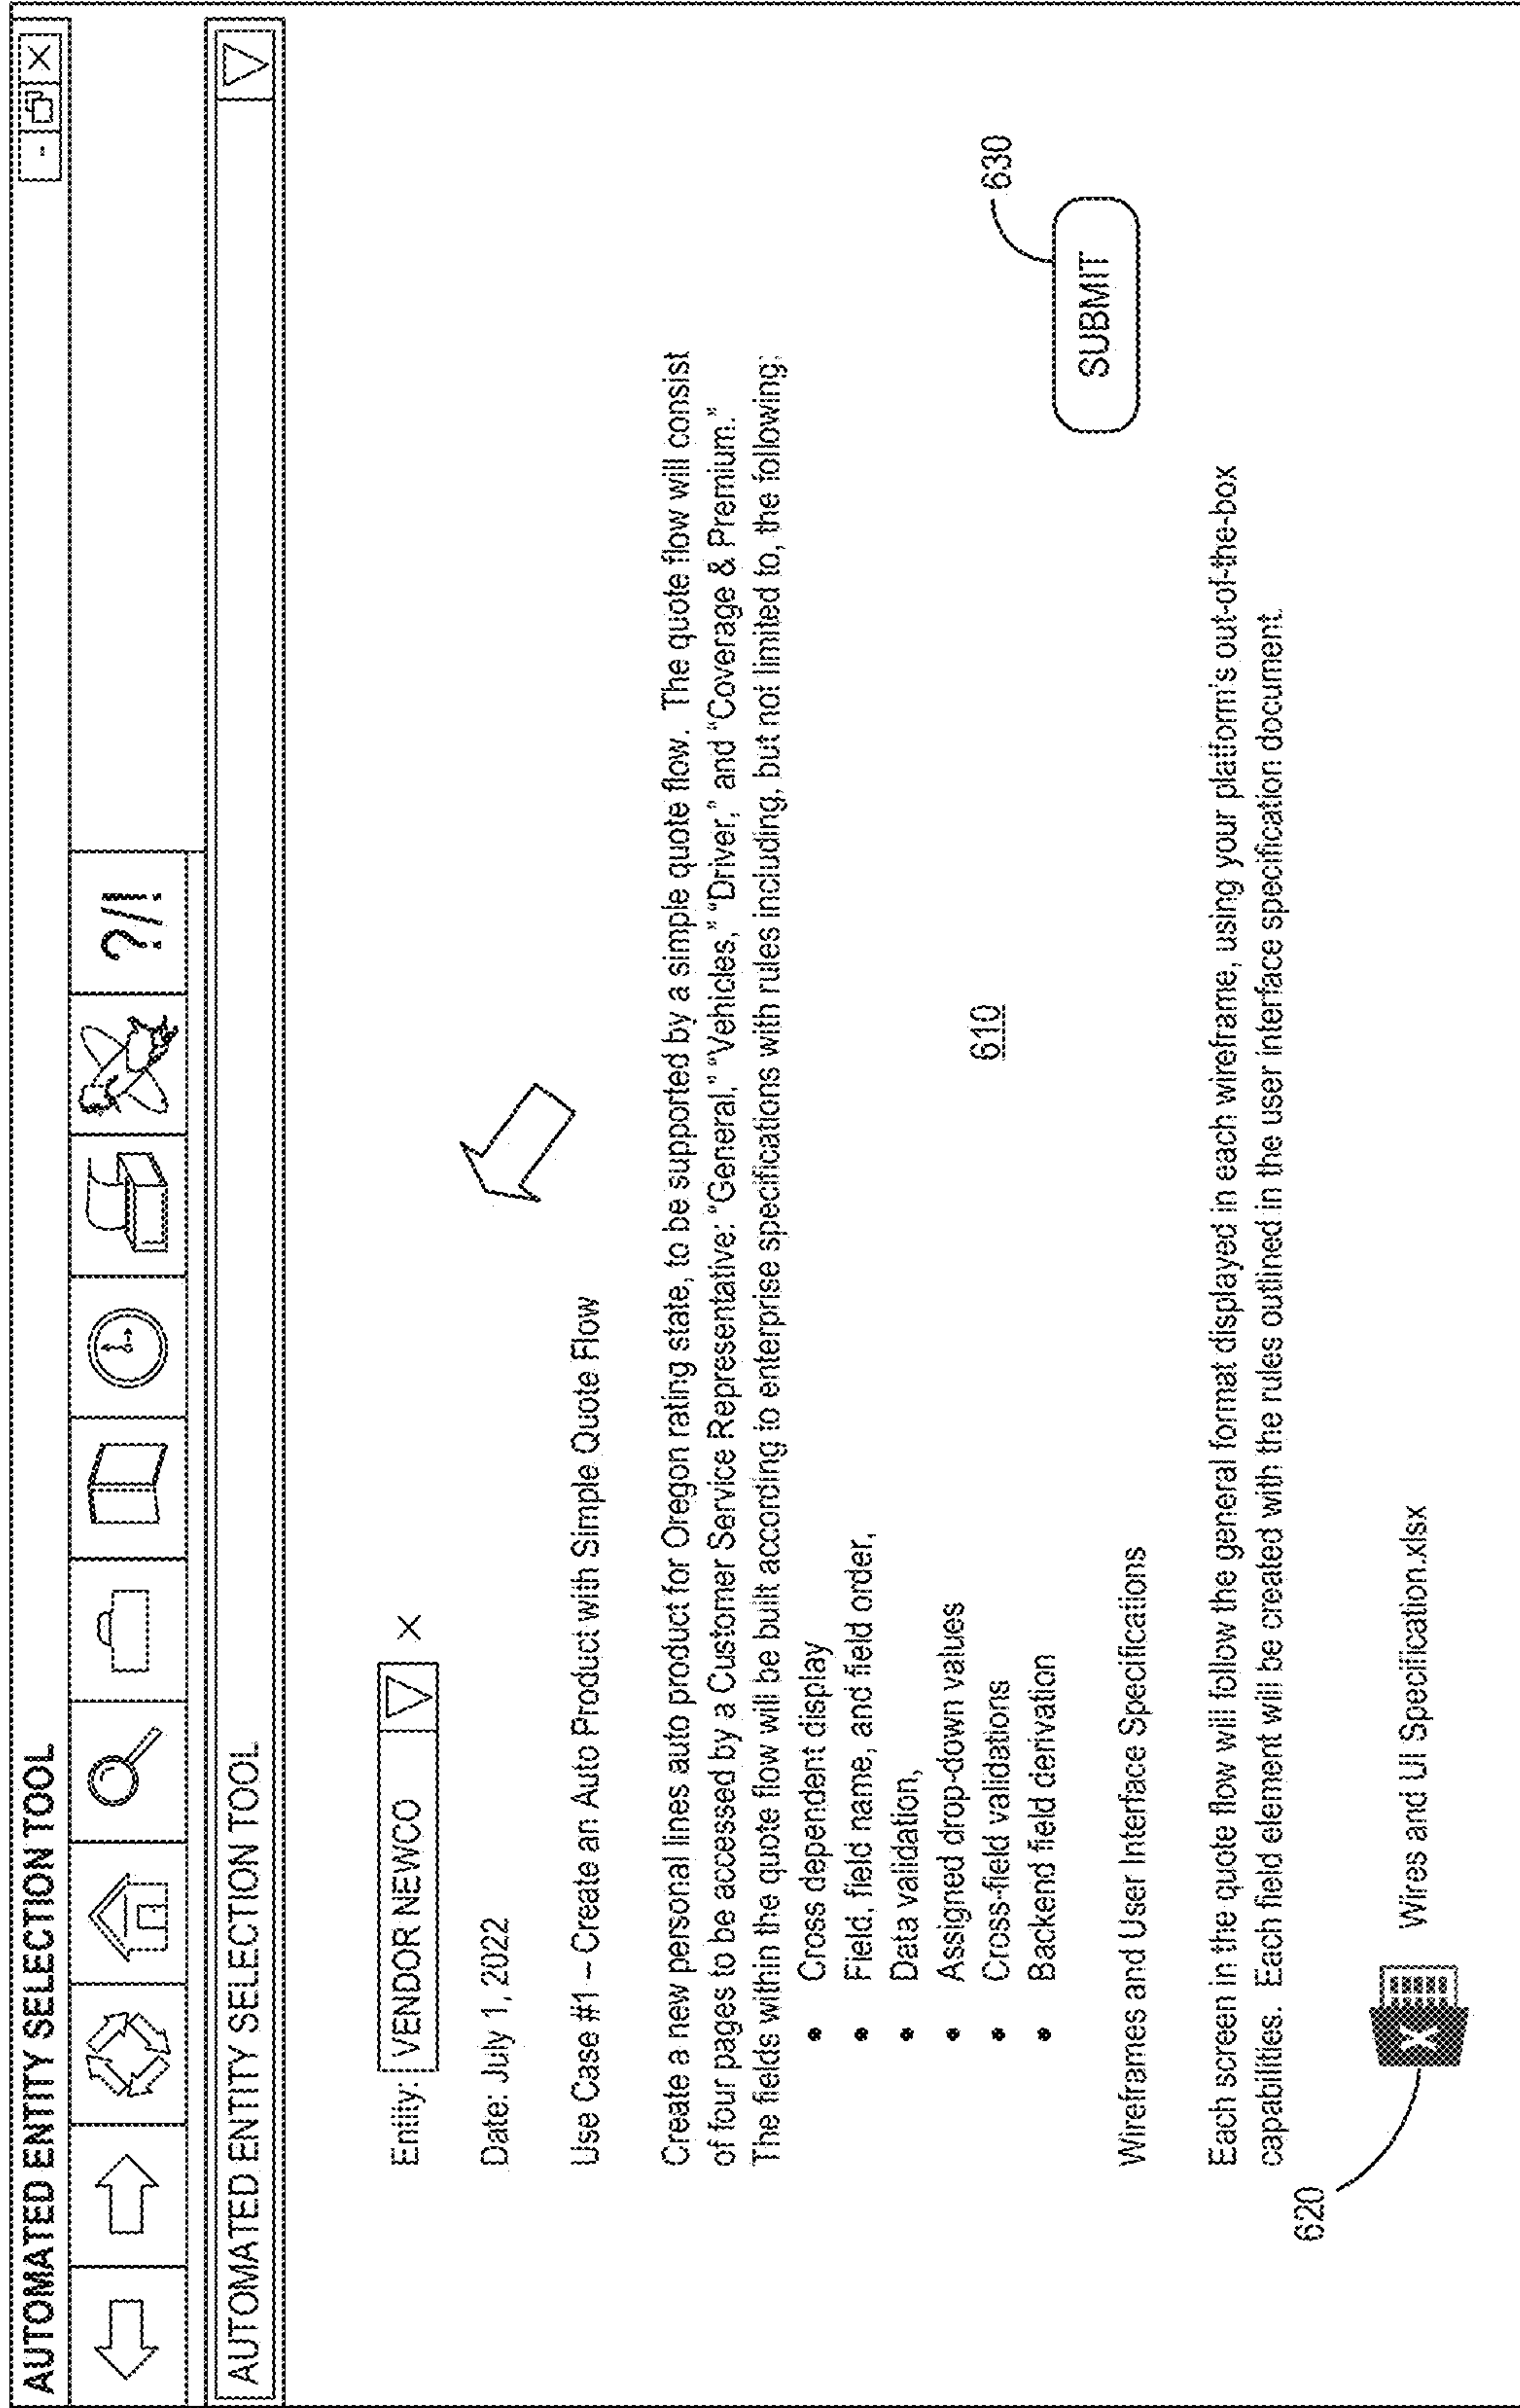 AUTOMATED ENTITY SELECTION TOOL
?/!
AUTOMATED ENTITY SELECTION TOOL
Entity: VENDOR NEWCO
Date: July 1, 2022
Use Case #1 – Create an Auto Product with Simple Quote Flow
Create a new personal lines auto product for Oregon rating state, to be supported by a simple quote flow. The quote flow will consist
of four pages to be accessed by a Customer Service Representative: "General," "Vehicles," "Driver," and "Coverage & Premium."
The fields within the quote flow will be built according to enterprise specifications with rules including, but not limited to, the following:
• Cross dependent display
• Field, field name, and field order,
• Data validation,
• Assigned drop-down values
• Cross-field validations
• Backend field derivation
610
630
SUBMIT
Wireframes and User Interface Specifications
Each screen in the quote flow will follow the general format displayed in each wireframe, using your platform's out-of-the-box
capabilities. Each field element will be created with the rules outlined in the user interface specification document.
620
X
Wires and UI Specification.xlsx